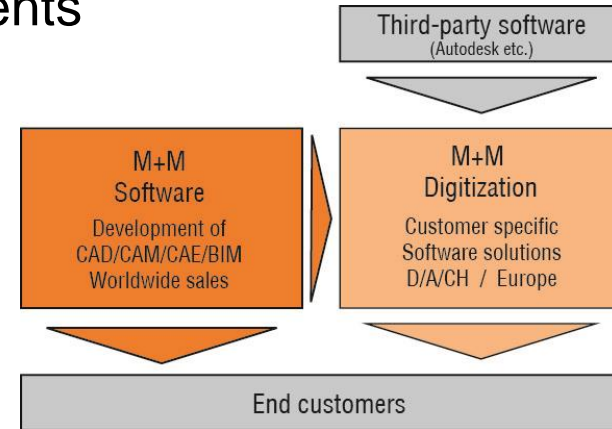 ents
Third-party software
(Autodesk etc.)
M+M
Software
Development of
CAD/CAM/CAE/BIM
Worldwide sales
M+M
Digitization
Customer specific
Software solutions
D/A/CH / Europe
End customers